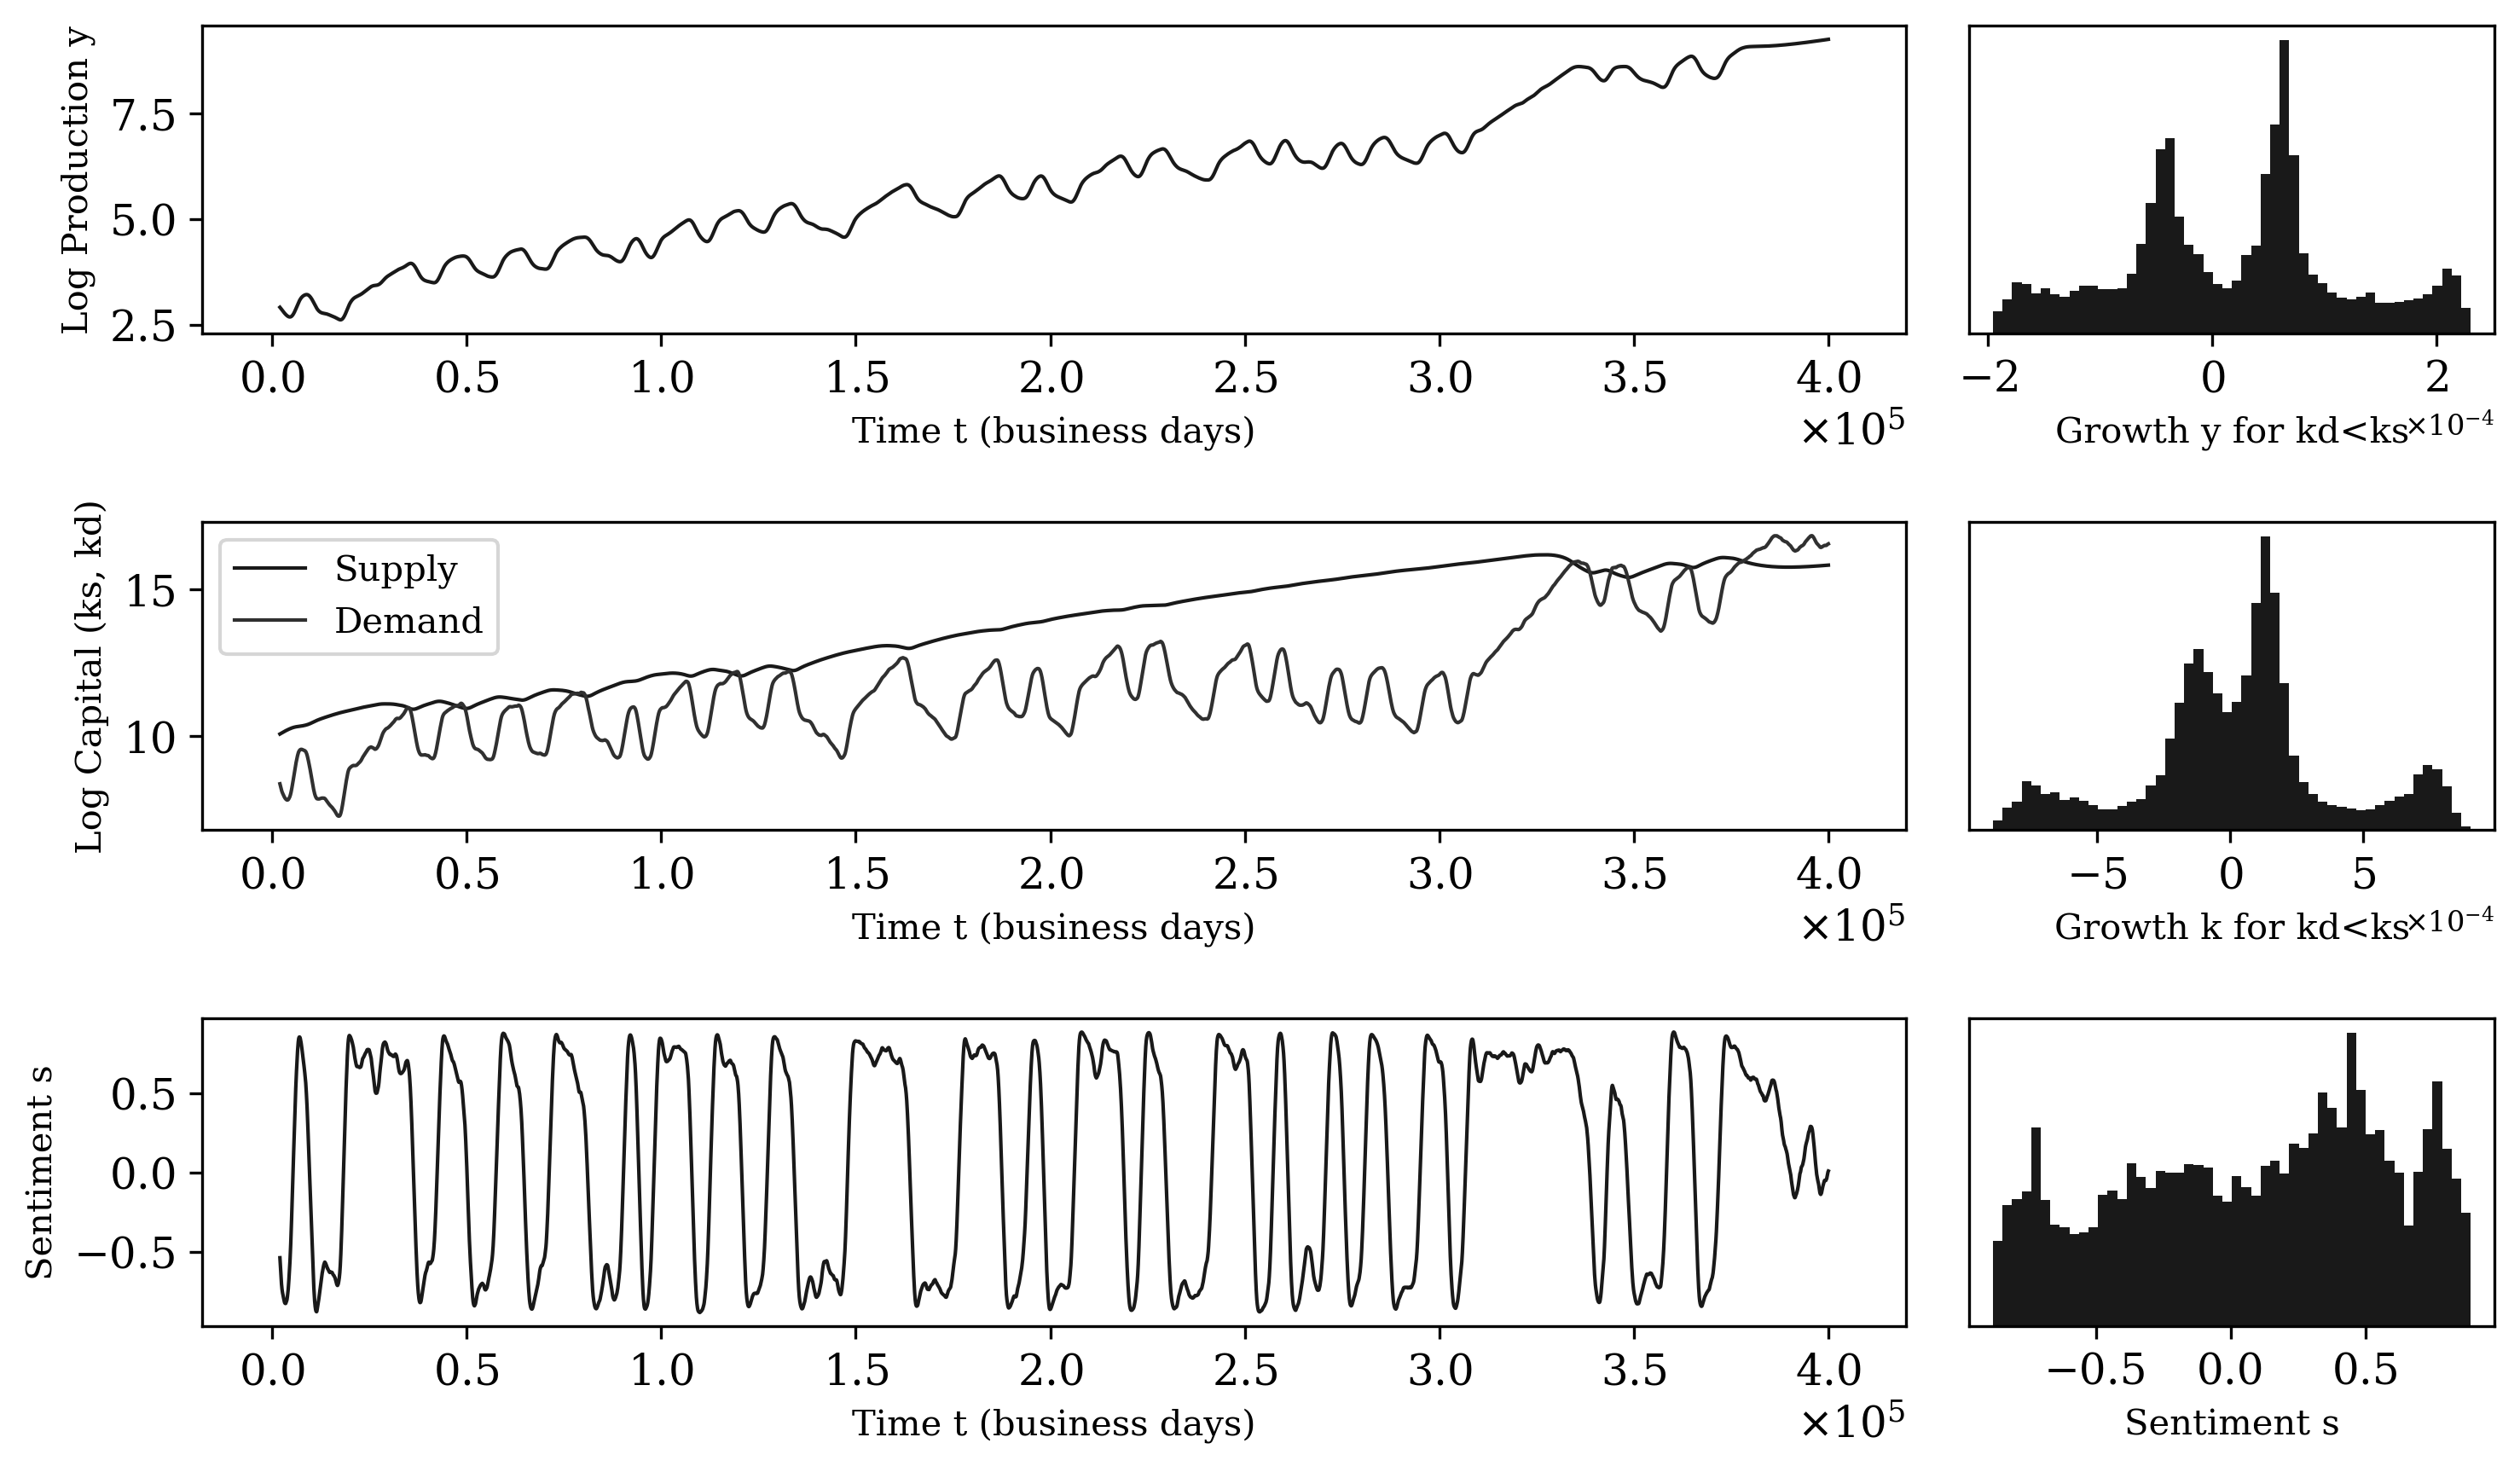 Log Production y
7.5
5.0
2.5
0.0 0.5 1.0 1.5 2.0 2.5 3.0 3.5 4.0
Time t (business days)
×10⁵
−2 0 2
Growth y for kd<ks
×10⁻⁴
Log Capital (ks, kd)
15
10
Supply
Demand
0.0 0.5 1.0 1.5 2.0 2.5 3.0 3.5 4.0
Time t (business days)
×10⁵
−5 0 5
Growth k for kd<ks
×10⁻⁴
Sentiment s
0.5
0.0
−0.5
0.0 0.5 1.0 1.5 2.0 2.5 3.0 3.5 4.0
Time t (business days)
×10⁵
−0.5 0.0 0.5
Sentiment s